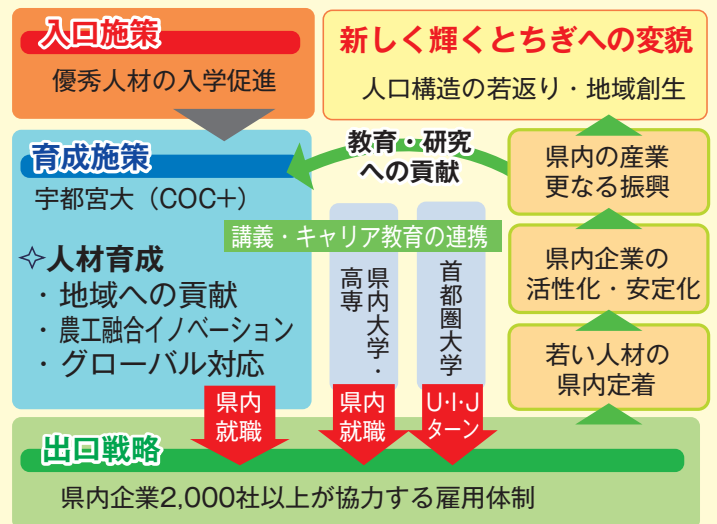 入口施策
優秀人材の入学促進
新しく輝くとちぎへの変貌
人口構造の若返り・地域創生
育成施策
宇都宮大（COC+）
✧人材育成
・地域への貢献
・農工融合イノベーション
・グローバル対応
教育・研究
への貢献
講義・キャリア教育の連携
県内大学・
高専
首都圏大学
県内の産業
更なる振興
県内企業の
活性化・安定化
若い人材の
県内定着
県内
就職
県内
就職
U・I・J
ターン
出口戦略
県内企業2,000社以上が協力する雇用体制